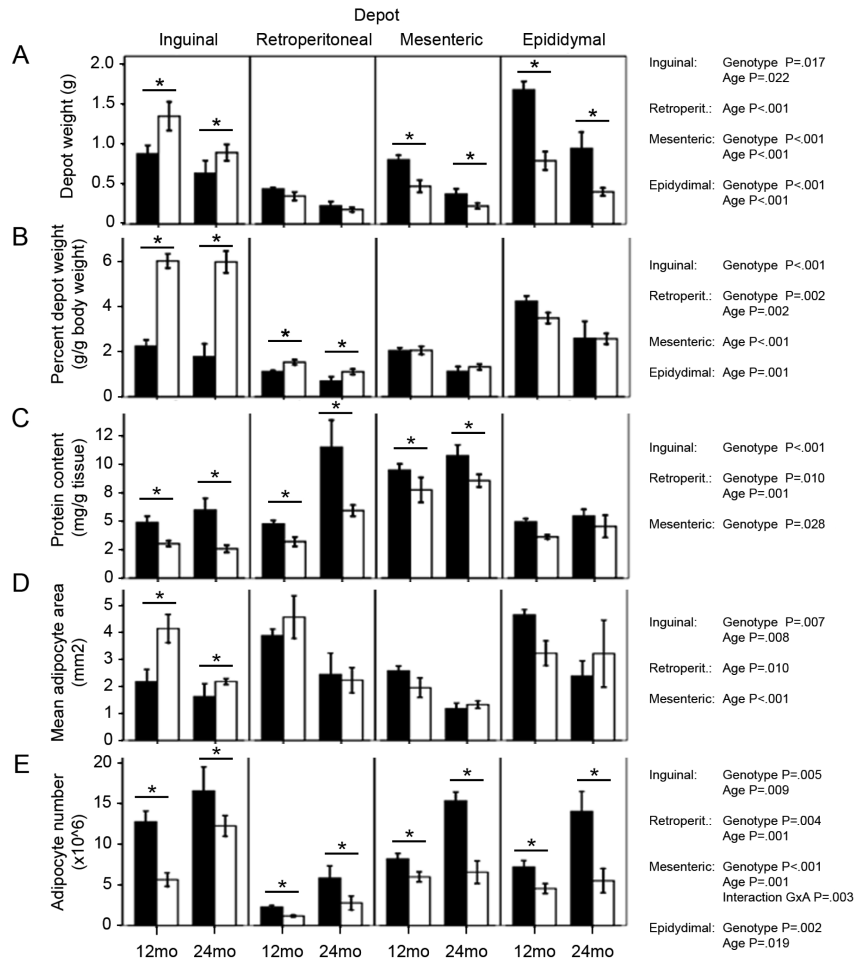 Depot
Inguinal Retroperitoneal Mesenteric Epididymal
A
Depot weight (g)
2.0
1.5
1.0
0.5
0
* * * * * *
Inguinal: Genotype P=.017
Age P=.022
Retroperit.: Age P<.001
Mesenteric: Genotype P<.001
Age P<.001
Epidydimal: Genotype P<.001
Age P<.001
B
Percent depot weight
(g/g body weight)
6
4
2
0
* * * *
Inguinal: Genotype P<.001
Retroperit.: Genotype P=.002
Age P=.002
Mesenteric: Age P<.001
Epidydimal: Age P=.001
C
Protein content
(mg/g tissue)
12
10
8
5
2
0
* * * * * *
Inguinal: Genotype P<.001
Retroperit.: Genotype P=.010
Age P=.001
Mesenteric: Genotype P=.028
D
Mean adipocyte area
(mm2)
5
4
3
2
1
0
* *
Inguinal: Genotype P=.007
Age P=.008
Retroperit.: Age P=.010
Mesenteric: Age P<.001
E
Adipocyte number
(x10^6)
20
15
10
5
0
* * * * * * * *
Inguinal: Genotype P=.005
Age P=.009
Retroperit.: Genotype P=.004
Age P=.001
Mesenteric: Genotype P<.001
Age P=.001
Interaction GxA P=.003
Epidydimal: Genotype P=.002
Age P=.019
12mo 24mo 12mo 24mo 12mo 24mo 12mo 24mo